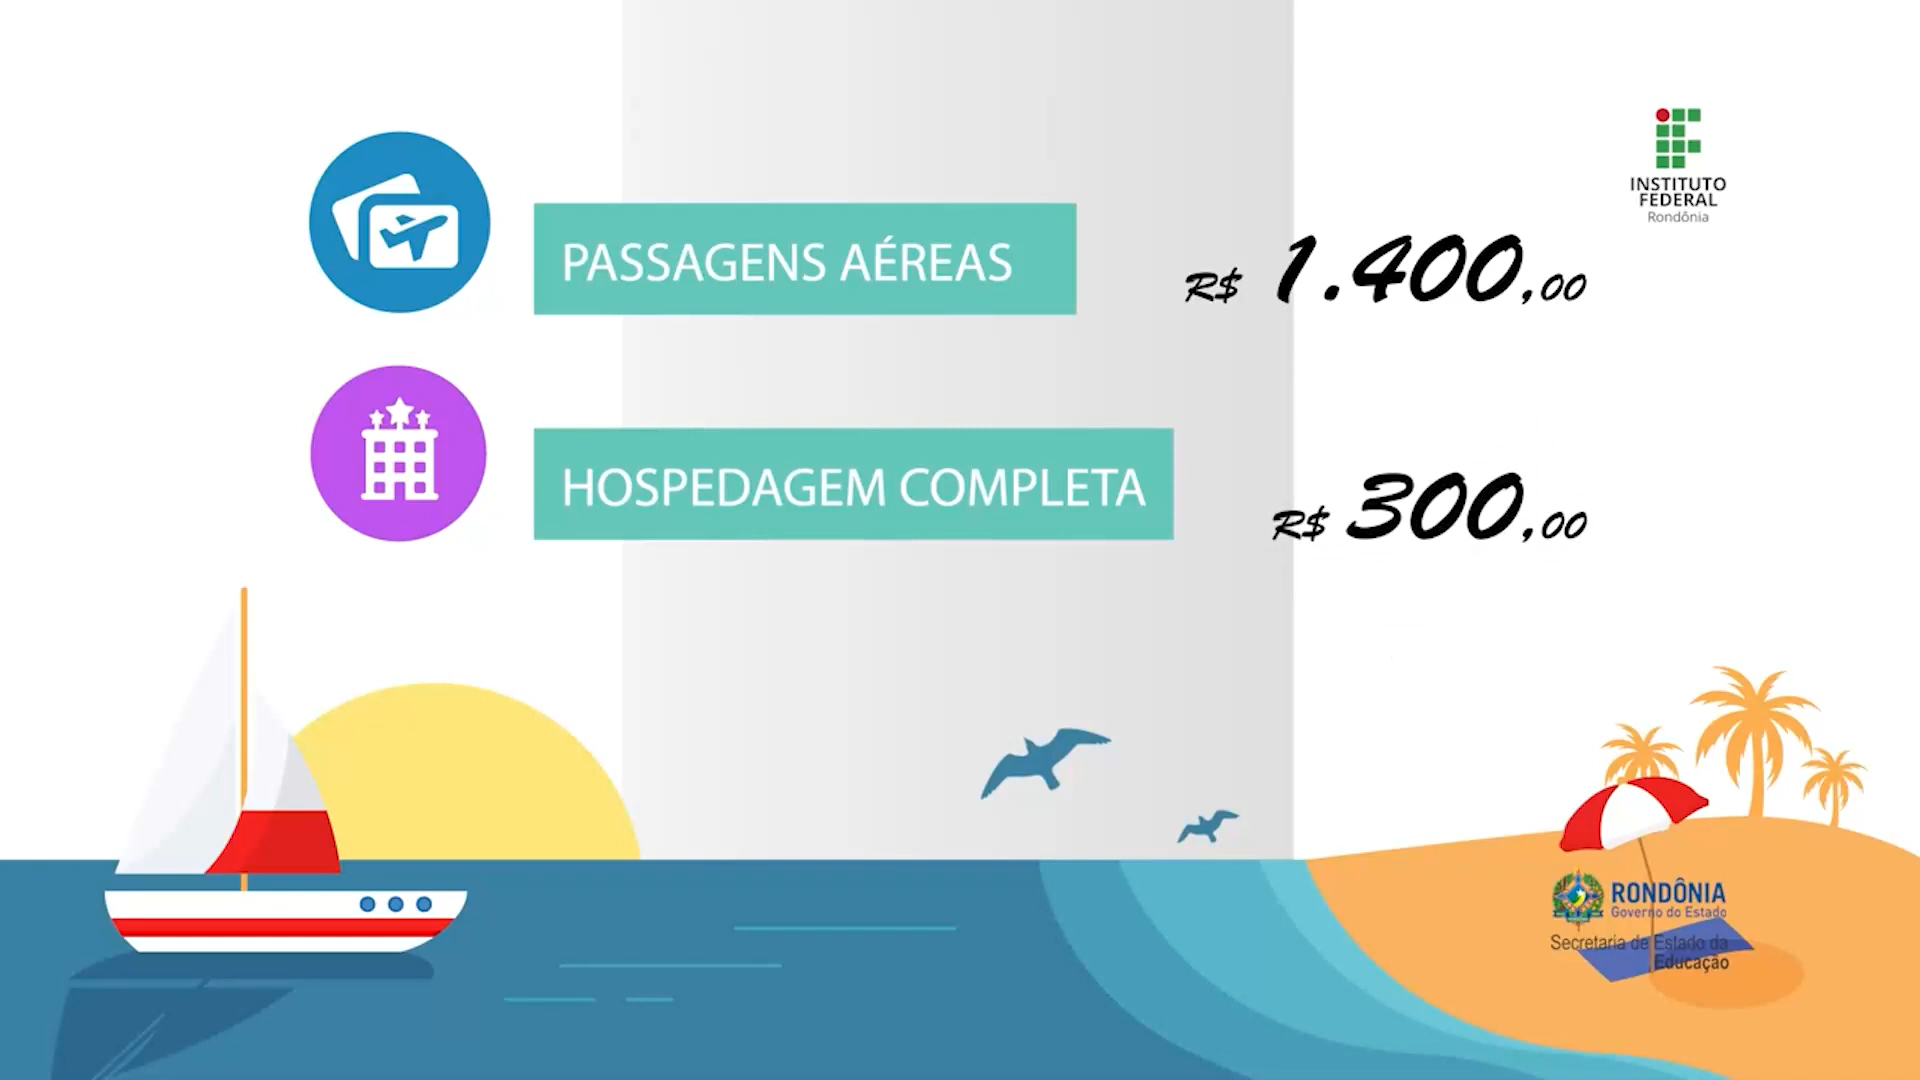 INSTITUTO
FEDERAL
Rondônia
PASSAGENS AÉREAS
R$ 1.400,00
HOSPEDAGEM COMPLETA
R$ 300,00
RONDÔNIA
Governo do Estado
Secretaria de Estado da
Educação